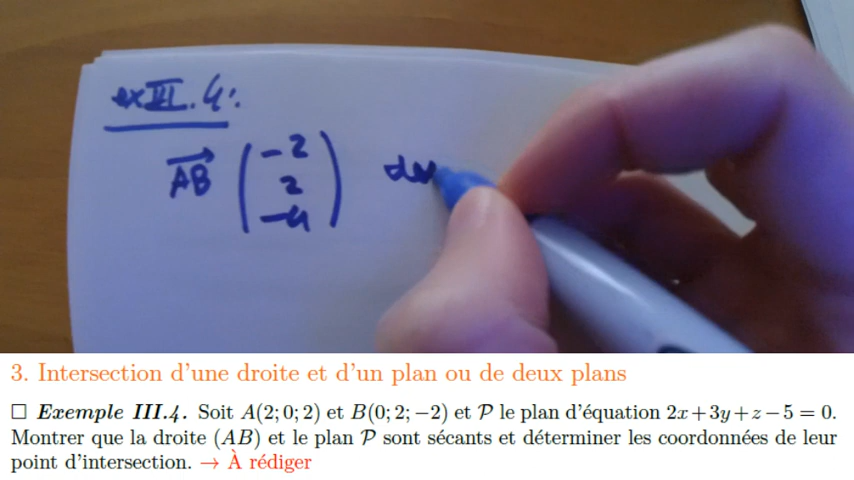 ex III.4:
AB (-2
2
-4)
3. Intersection d'une droite et d'un plan ou de deux plans
□ Exemple III.4. Soit A(2; 0; 2) et B(0; 2; −2) et P le plan d'équation 2x+3y+z−5 = 0.
Montrer que la droite (AB) et le plan P sont sécants et déterminer les coordonnées de leur
point d'intersection. → À rédiger